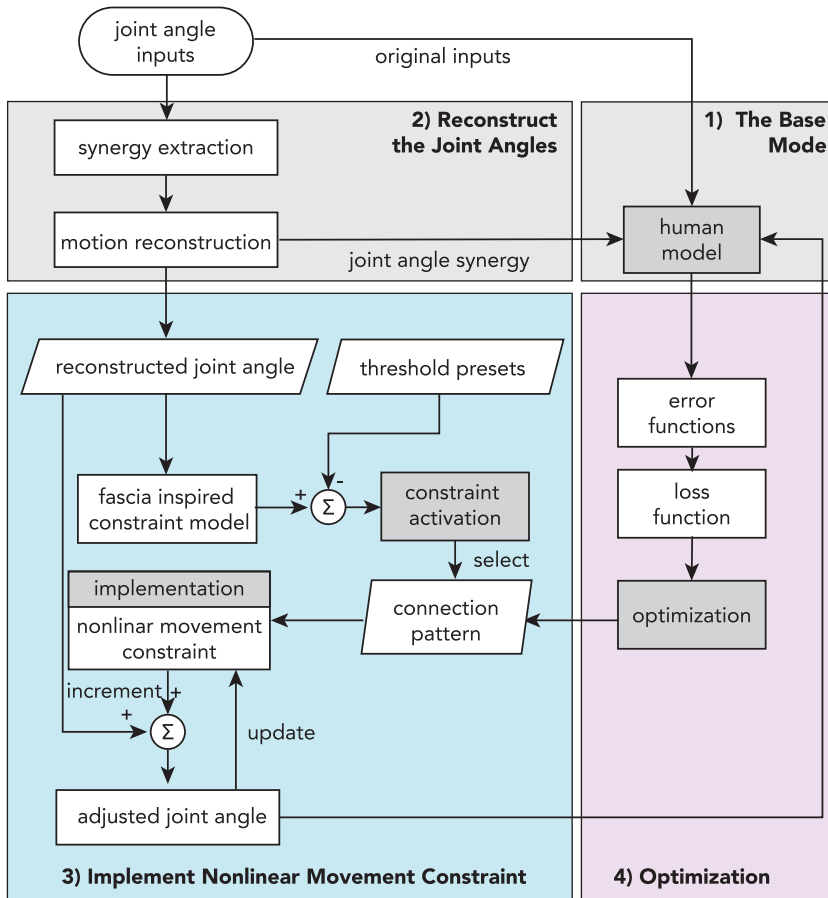 joint angle
inputs
original inputs
2) Reconstruct
the Joint Angles
1) The Base
Mode
synergy extraction
motion reconstruction
joint angle synergy
human
model
reconstructed joint angle
threshold presets
error
functions
fascia inspired
constraint model
+
-
Σ
constraint
activation
loss
function
select
implementation
nonlinar movement
constraint
connection
pattern
optimization
increment +
+
Σ
update
adjusted joint angle
3) Implement Nonlinear Movement Constraint
4) Optimization